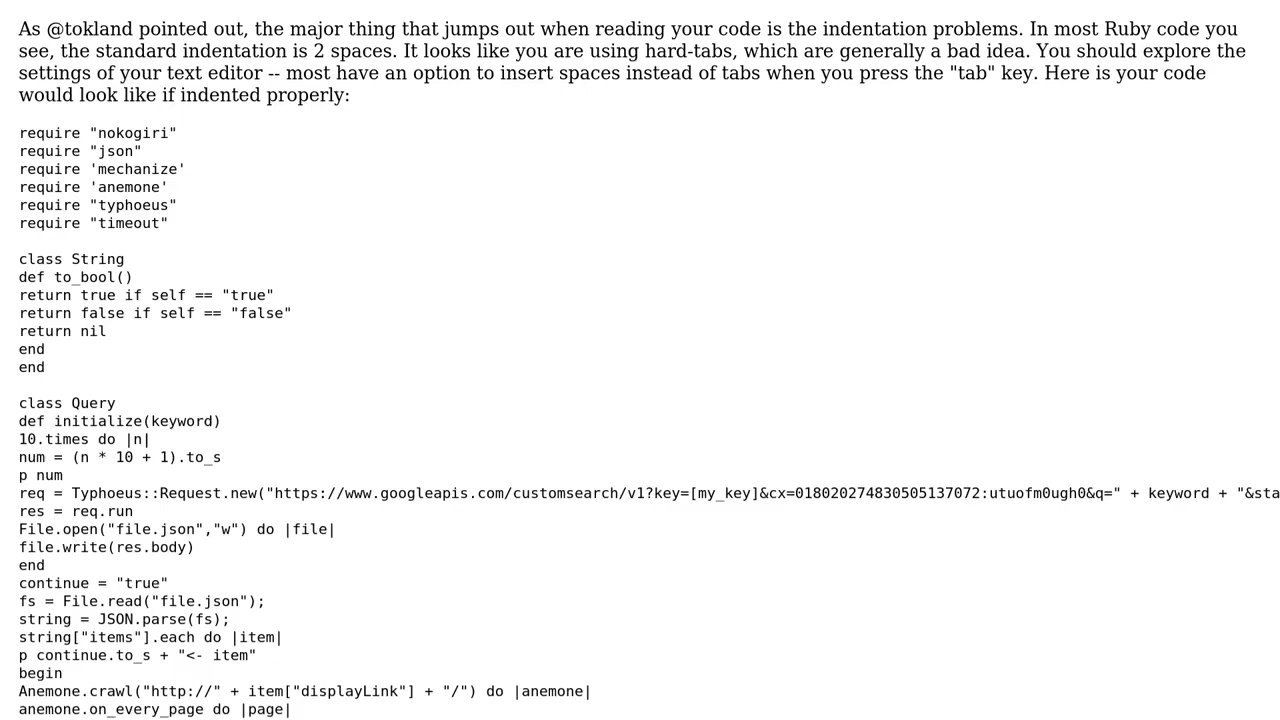 As @tokland pointed out, the major thing that jumps out when reading your code is the indentation problems. In most Ruby code you
see, the standard indentation is 2 spaces. It looks like you are using hard-tabs, which are generally a bad idea. You should explore the
settings of your text editor -- most have an option to insert spaces instead of tabs when you press the "tab" key. Here is your code
would look like if indented properly:
require "nokogiri"
require "json"
require 'mechanize'
require 'anemone'
require "typhoeus"
require "timeout"
class String
def to_bool()
return true if self == "true"
return false if self == "false"
return nil
end
end
class Query
def initialize(keyword)
10.times do |n|
num = (n * 10 + 1).to_s
p num
req = Typhoeus::Request.new("https://www.googleapis.com/customsearch/v1?key=[my_key]&cx=018020274830505137072:utuofm0ugh0&q=" + keyword + "&sta
res = req.run
File.open("file.json","w") do |file|
file.write(res.body)
end
continue = "true"
fs = File.read("file.json");
string = JSON.parse(fs);
string["items"].each do |item|
p continue.to_s + "<- item"
begin
Anemone.crawl("http://" + item["displayLink"] + "/") do |anemone|
anemone.on_every_page do |page|